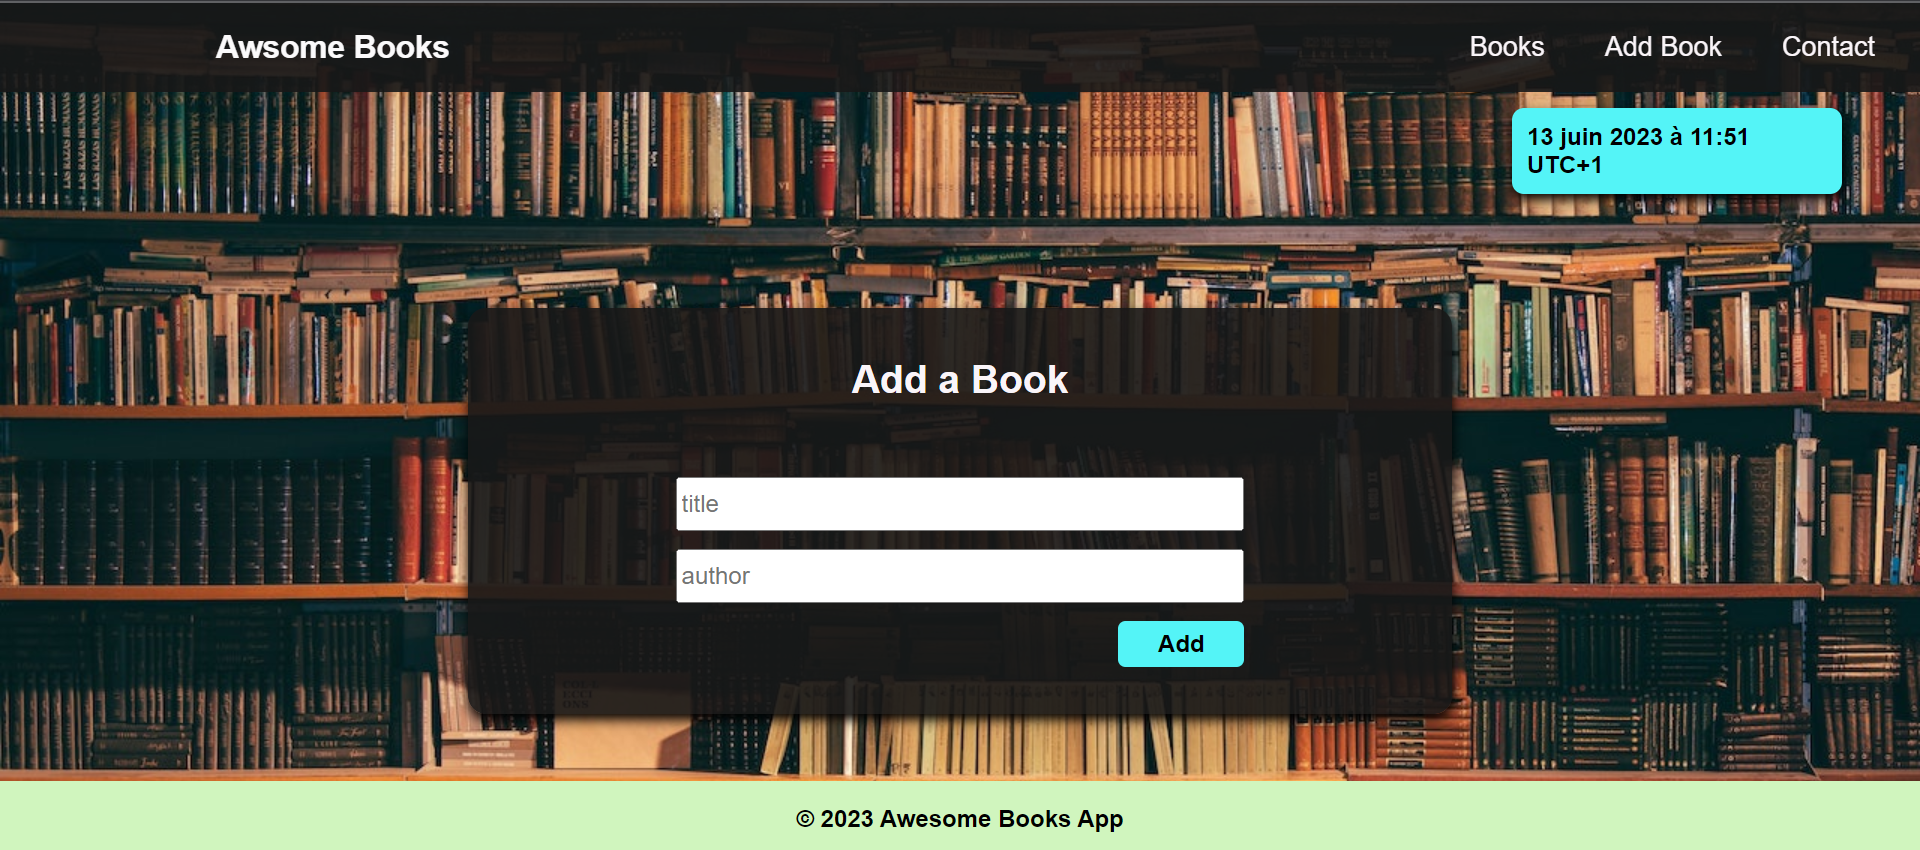 Awsome Books
Books
Add Book
Contact
13 juin 2023 à 11:51
UTC+1
Add a Book
title
author
Add
© 2023 Awesome Books App